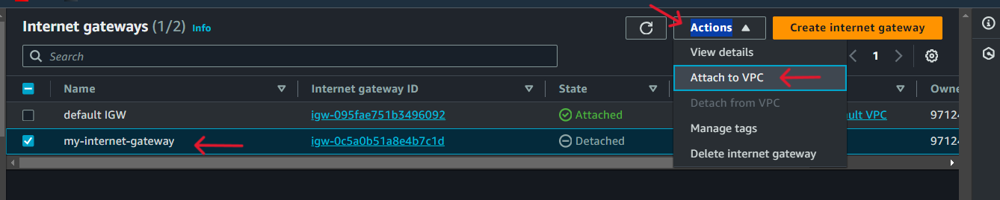 Internet gateways (1/2) Info
Actions
Create internet gateway
Search
1
View details
Attach to VPC
Detach from VPC
Manage tags
Delete internet gateway
Name Internet gateway ID State Owne
default IGW igw-095fae751b3496092 Attached ult VPC 9712
my-internet-gateway igw-0c5a0b51a8e4b7c1d Detached 9712